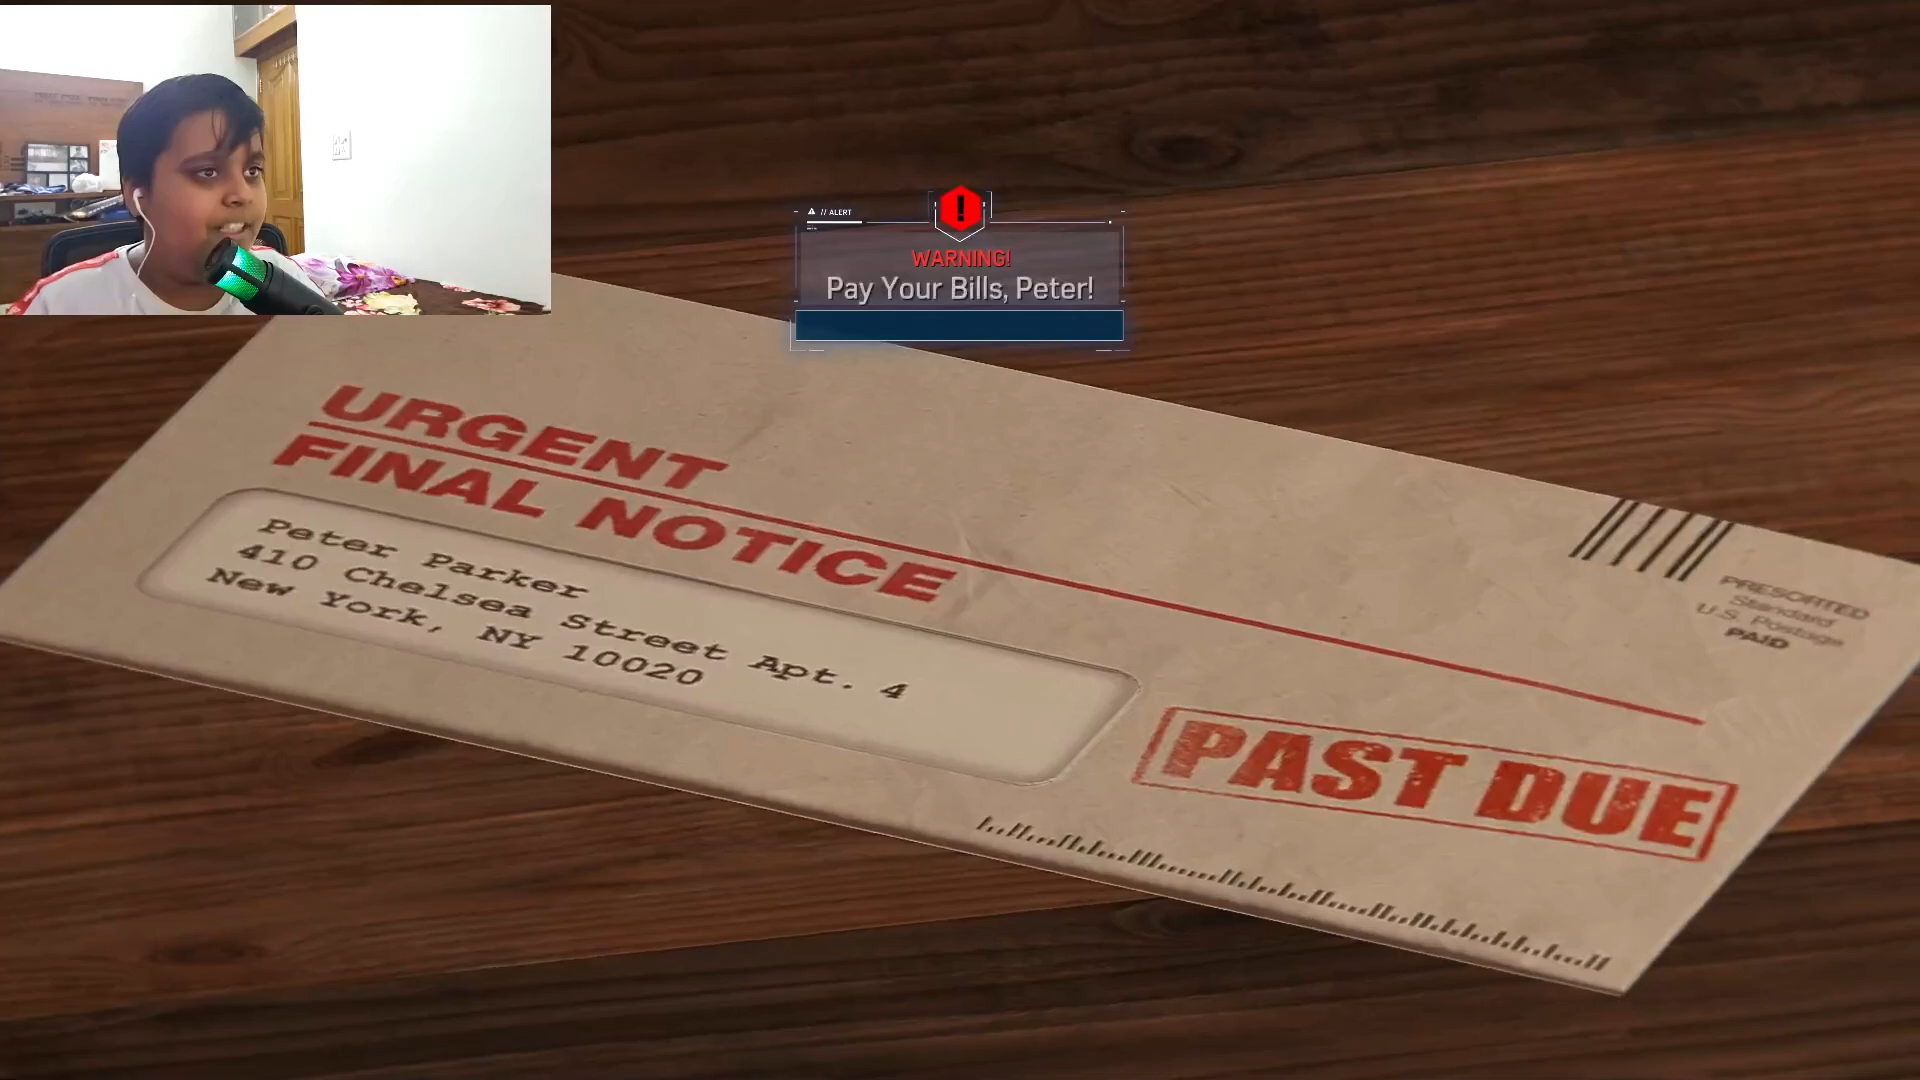 // ALERT
WARNING!
Pay Your Bills, Peter!
URGENT
FINAL NOTICE
Peter Parker
410 Chelsea Street Apt. 4
New York, NY 10020
PRESORTED
Standard
U.S. Postage
PAID
PAST DUE